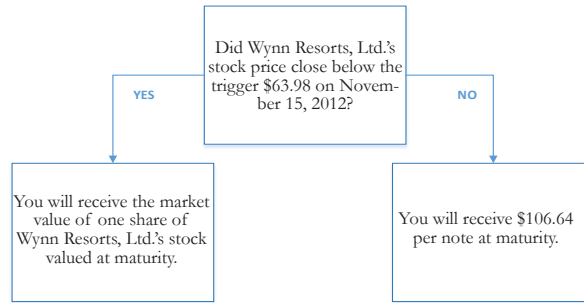 Did Wynn Resorts, Ltd.'s
stock price close below the
trigger $63.98 on Novem-
ber 15, 2012?
YES
NO
You will receive the market
value of one share of
Wynn Resorts, Ltd.'s stock
valued at maturity.
You will receive $106.64
per note at maturity.